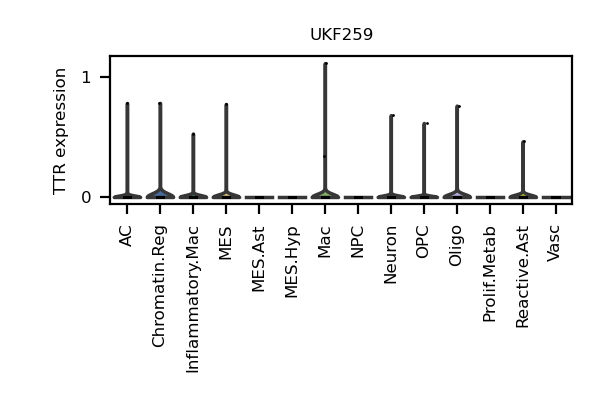 UKF259
TTR expression
1
0
AC
Chromatin.Reg
Inflammatory.Mac
MES
MES.Ast
MES.Hyp
Mac
NPC
Neuron
OPC
Oligo
Prolif.Metab
Reactive.Ast
Vasc